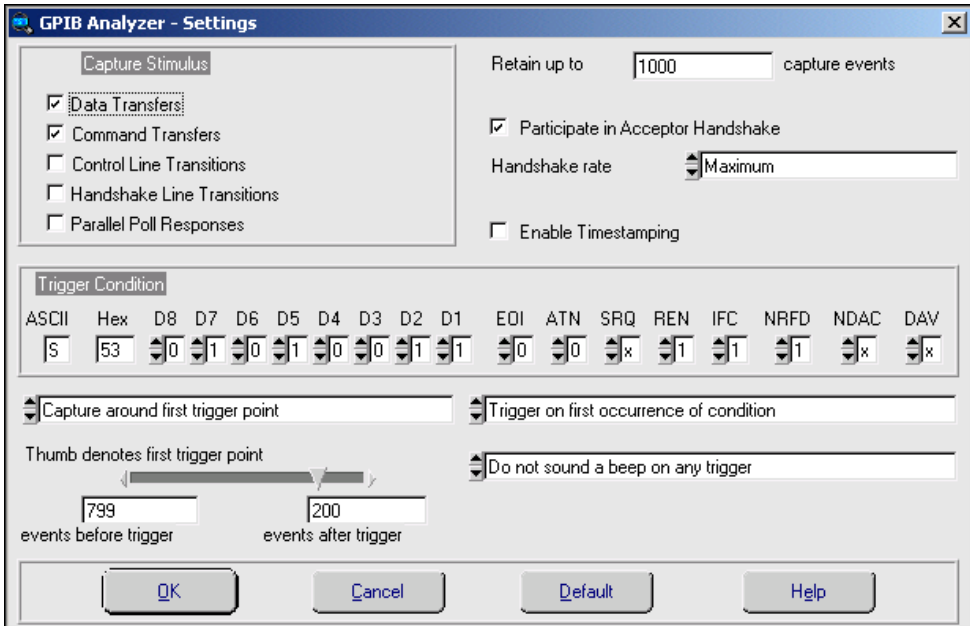 GPIB Analyzer - Settings
Capture Stimulus
Data Transfers
Command Transfers
Control Line Transitions
Handshake Line Transitions
Parallel Poll Responses
Retain up to 1000 capture events
Participate in Acceptor Handshake
Handshake rate Maximum
Enable Timestamping
Trigger Condition
ASCII Hex D8 D7 D6 D5 D4 D3 D2 D1 EOI ATN SRQ REN IFC NRFD NDAC DAV
S 53 0 1 0 1 0 0 1 1 0 0 x 1 1 1 x x
Capture around first trigger point
Trigger on first occurrence of condition
Thumb denotes first trigger point
Do not sound a beep on any trigger
799 200
events before trigger events after trigger
OK Cancel Default Help